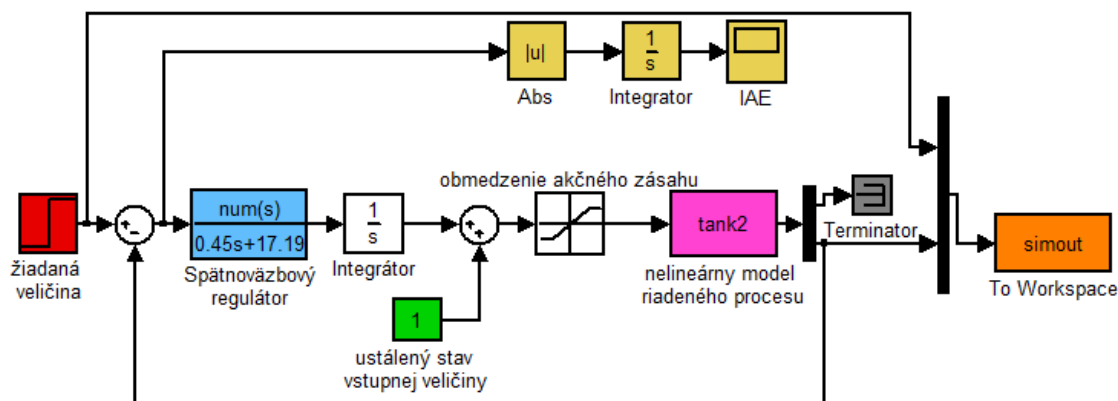 |u|
1
s
Abs
Integrator
IAE
obmedzenie akčného zásahu
num(s)
0.45s+17.19
1
s
tank2
Terminator
simout
žiadaná
veličina
Spätnoväzbový
regulátor
Integrátor
nelineárny model
riadeného procesu
To Workspace
1
ustálený stav
vstupnej veličiny